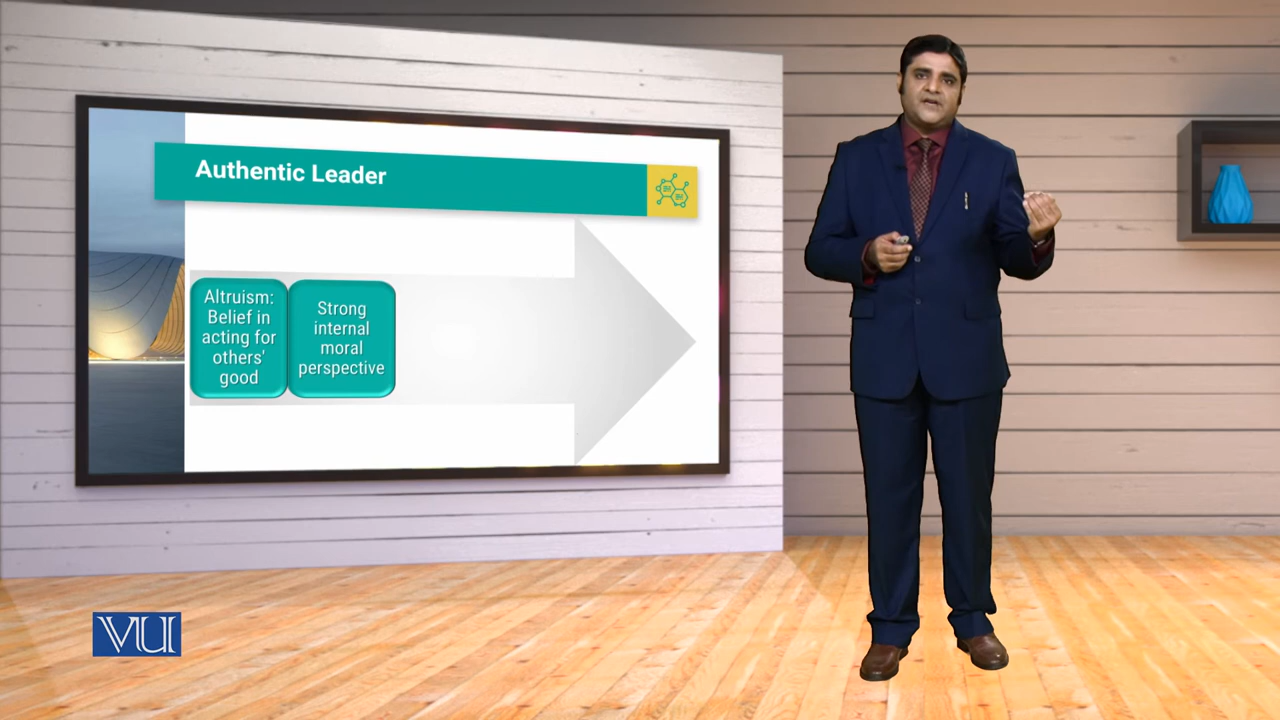 Authentic Leader
Altruism:
Belief in
acting for
others'
good
Strong
internal
moral
perspective
VU